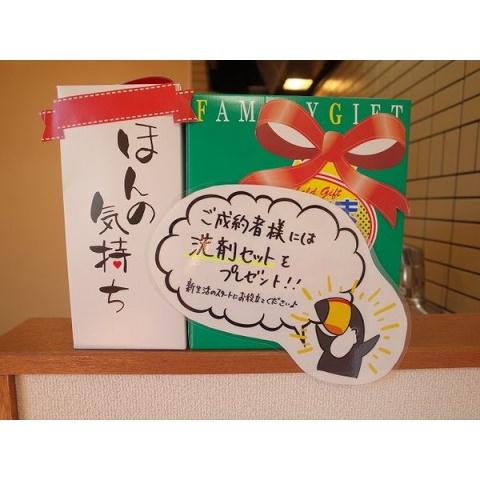 ほんの
気持ち
FAMILY GIFT
Gold Gift
ご成約者様には
洗剤セットを
プレゼント!!
新生活のスタートにお役立てください♪